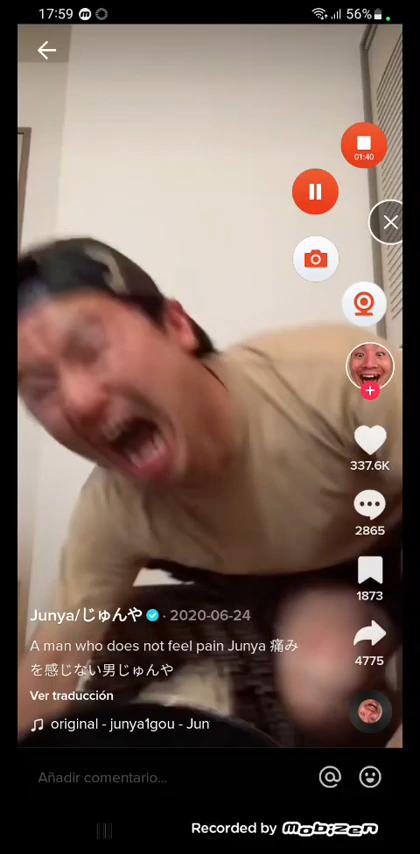 17:59
56%
01:40
337.6K
2865
1873
4775
Junya/じゅんや · 2020-06-24
A man who does not feel pain Junya 痛み
を感じない男じゅんや
Ver traducción
original - junya1gou - Jun
Añadir comentario...
Recorded by Mobizen